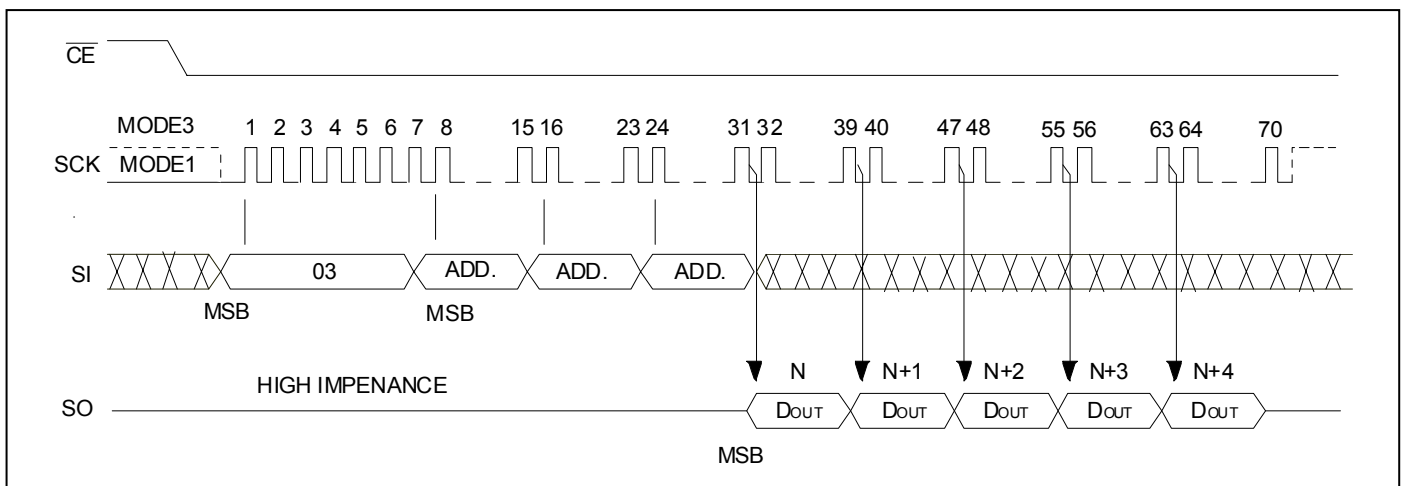 CE
MODE3 1 2 3 4 5 6 7 8 15 16 23 24 31 32 39 40 47 48 55 56 63 64 70
SCK MODE1
SI 03 ADD. ADD. ADD.
MSB MSB
N N+1 N+2 N+3 N+4
HIGH IMPENANCE
SO DOUT DOUT DOUT DOUT DOUT
MSB